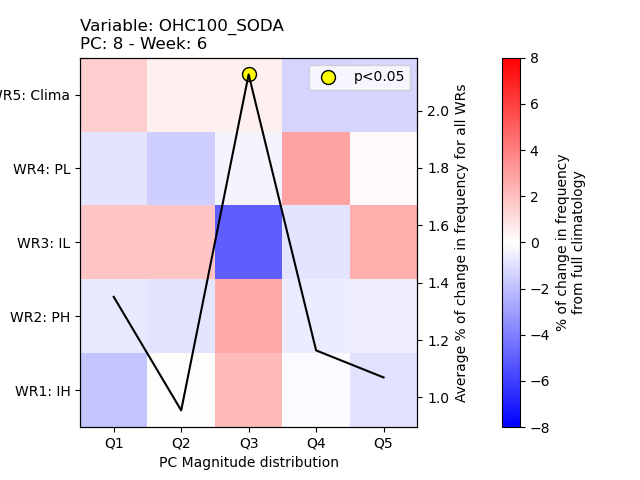 Variable: OHC100_SODA
PC: 8 - Week: 6
p<0.05
R5: Clima
WR4: PL
WR3: IL
WR2: PH
WR1: IH
Q1 Q2 Q3 Q4 Q5
PC Magnitude distribution
2.0
1.8
1.6
1.4
1.2
1.0
Average % of change in frequency for all WRs
8
6
4
2
0
−2
−4
−6
−8
% of change in frequency
from full climatology